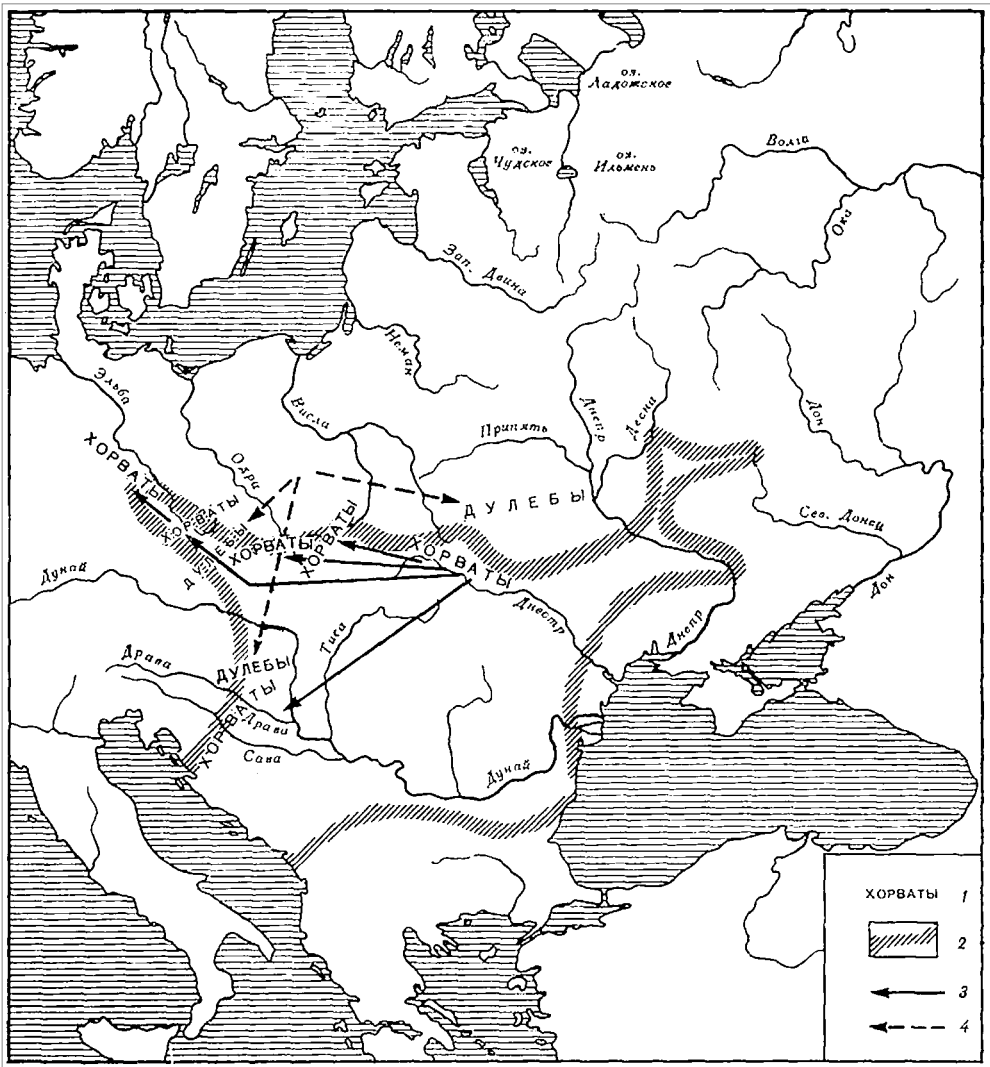 оз.
Ладожское
Волга
оз.
Чудское
оз.
Ильмень
Ока
Зап. Двина
Неман
Эльба
Висла
Днепр
Десна
Дон
Припять
ХОРВАТЫ
Одра
ДУЛЕБЫ
ХОРВАТЫ
ХОРВАТЫ
ХОРВАТЫ
Сев. Донец
ХОРВАТЫ
ДУЛЕБЫ
Дунай
Дон
Днестр
Тиса
Днепр
Драва
ДУЛЕБЫ
ХОРВАТЫ
Драва
Сава
Дунай
ХОРВАТЫ 1
2
3
4